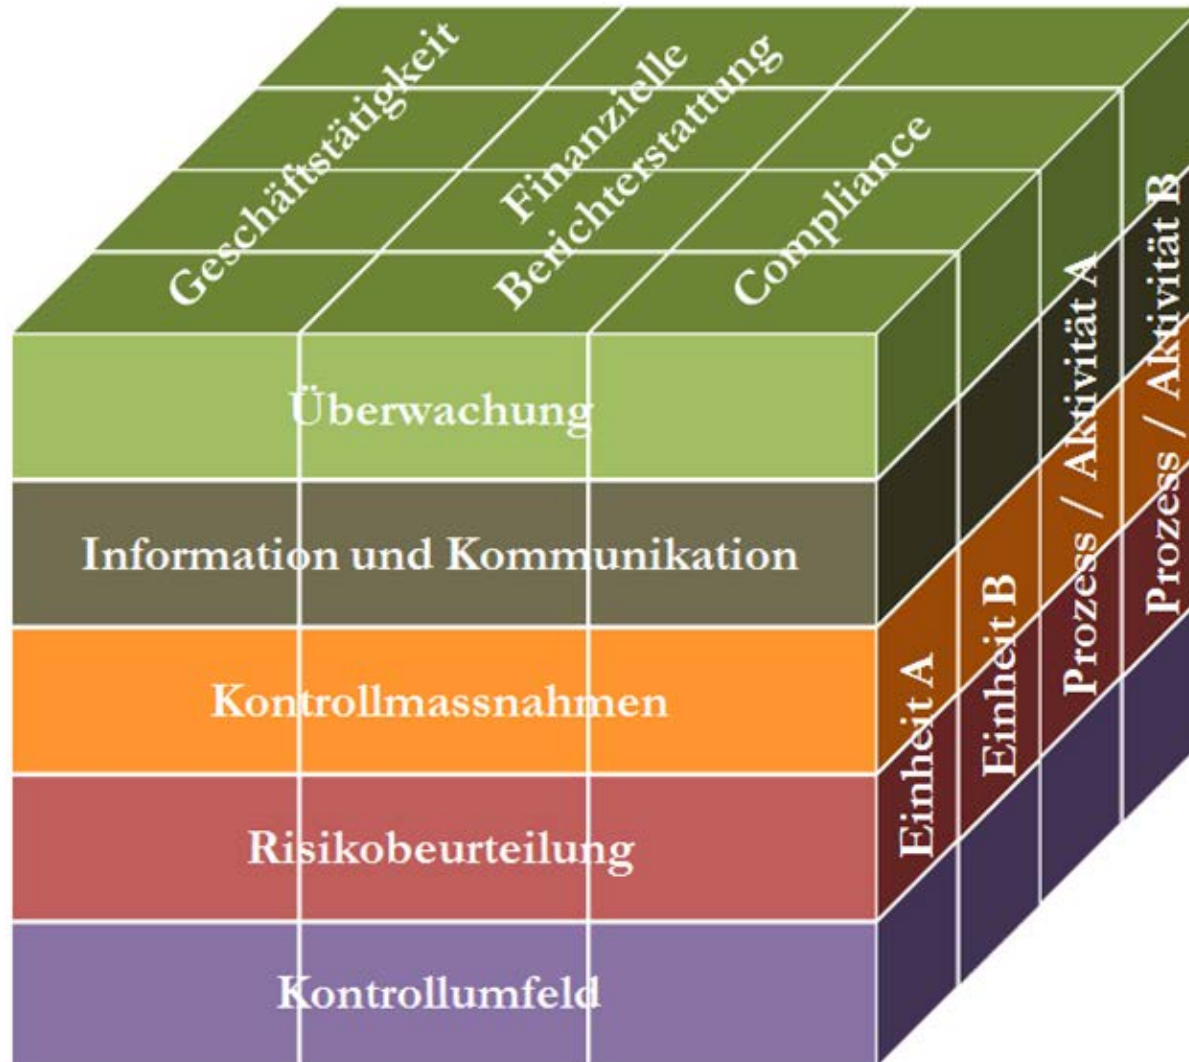 Geschäftstätigkeit
Finanzielle
Berichterstattung
Compliance
Überwachung
Information und Kommunikation
Kontrollmassnahmen
Risikobeurteilung
Kontrollumfeld
Einheit A
Einheit B
Prozess / Aktivität A
Prozess / Aktivität B